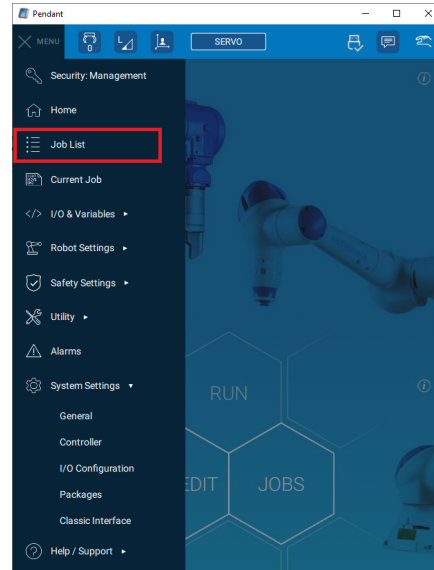 Pendant
MENU
0
L
SERVO
Security: Management
Home
Job List
Current Job
I/O & Variables
Robot Settings
Safety Settings
Utility
Alarms
System Settings
General
Controller
I/O Configuration
Packages
Classic Interface
Help / Support
RUN
EDIT
JOBS